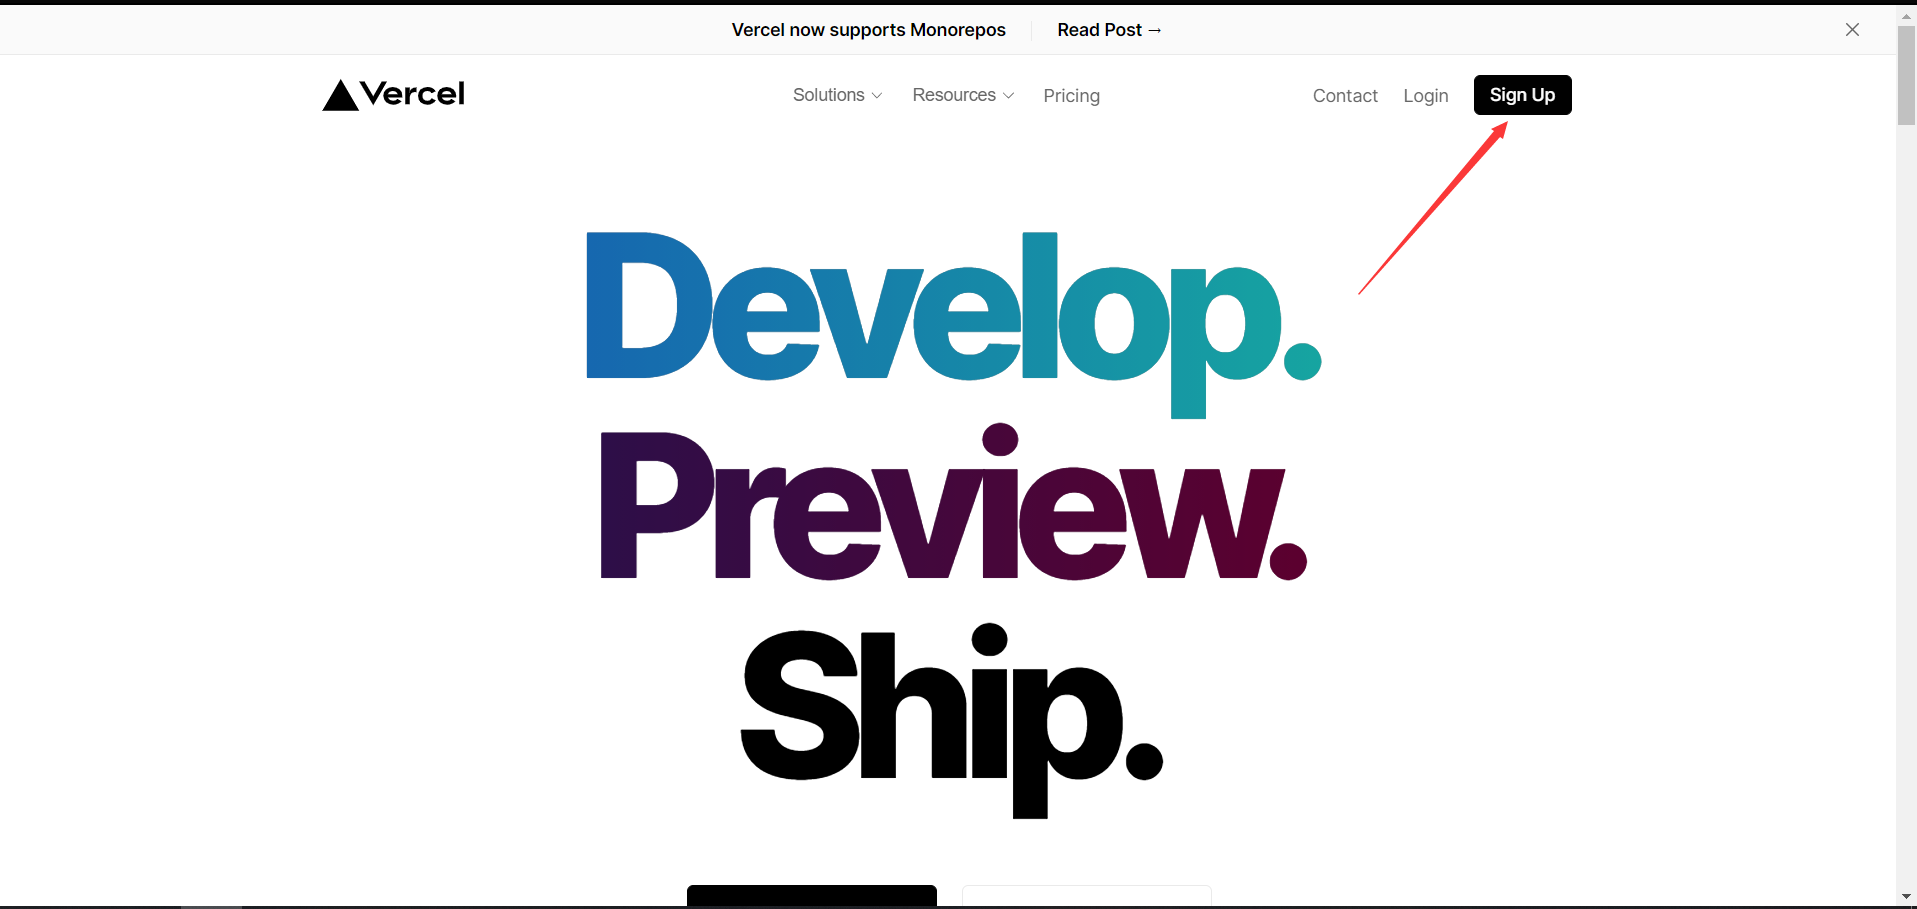 Vercel now supports Monorepos Read Post →
Vercel Solutions Resources Pricing Contact Login Sign Up
Develop.
Preview.
Ship.